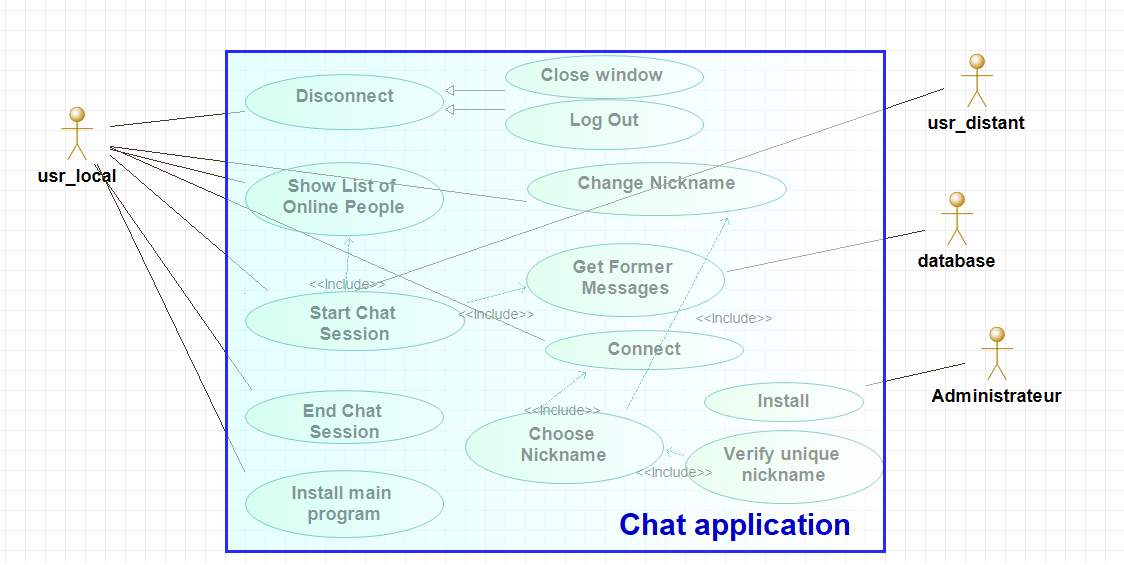 Close window
Disconnect
Log Out
usr_distant
usr_local
Show List of
Online People
Change Nickname
database
Get Former
Messages
<<Include>>
Start Chat
Session
<<Include>>
<<Include>>
Connect
Administrateur
Install
End Chat
Session
<<Include>>
Choose
Nickname
Verify unique
nickname
<<Include>>
Install main
program
Chat application